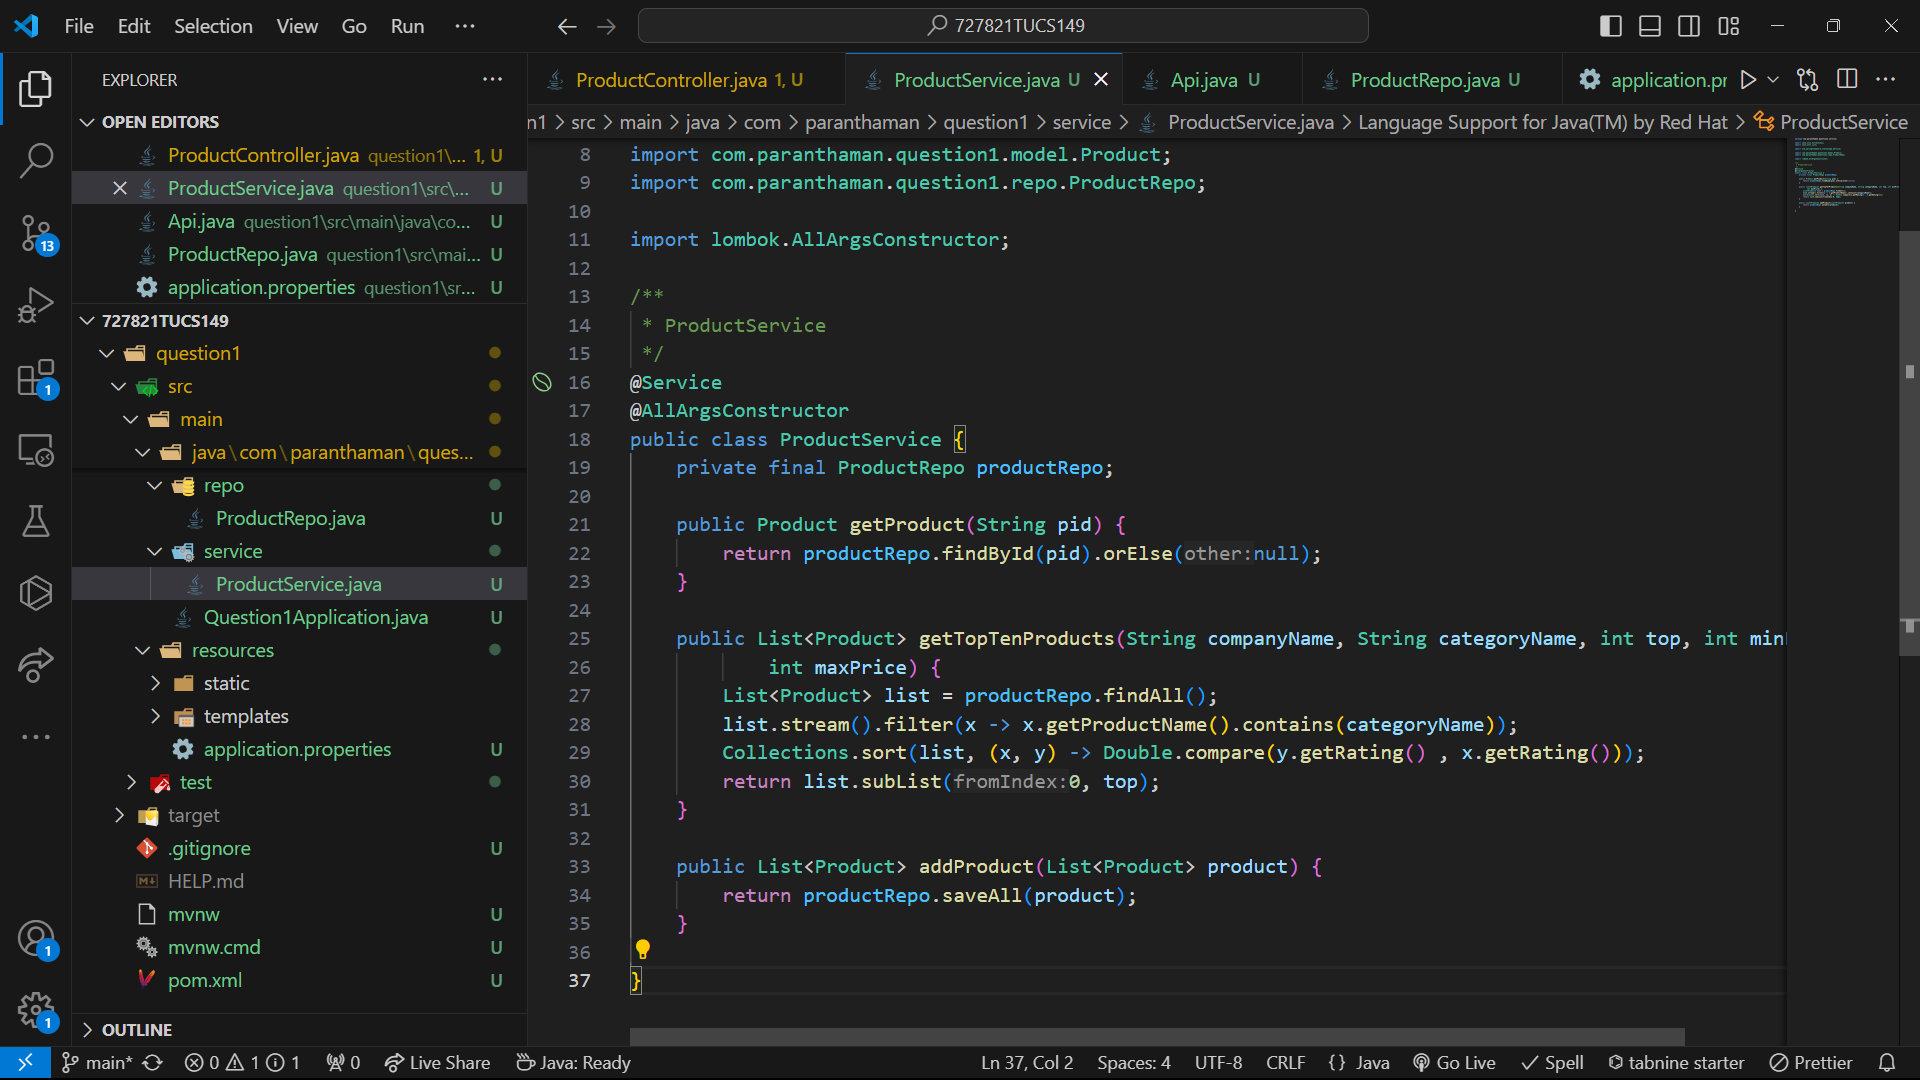 File Edit Selection View Go Run ··· 727821TUCS149
EXPLORER
OPEN EDITORS
ProductController.java question1\... 1, U
ProductService.java question1\src\... U
Api.java question1\src\main\java\co... U
ProductRepo.java question1\src\mai... U
application.properties question1\sr... U
727821TUCS149
question1
src
main
java\com\paranthaman\ques...
repo
ProductRepo.java U
service
ProductService.java U
Question1Application.java U
resources
static
templates
application.properties U
test
target
.gitignore U
HELP.md
mvnw U
mvnw.cmd U
pom.xml U
OUTLINE
13
1
1
1
ProductController.java 1, U ProductService.java U Api.java U ProductRepo.java U application.pr
n1 > src > main > java > com > paranthaman > question1 > service > ProductService.java > Language Support for Java(TM) by Red Hat > ProductService
8 import com.paranthaman.question1.model.Product;
9 import com.paranthaman.question1.repo.ProductRepo;
10
11 import lombok.AllArgsConstructor;
12
13 /**
14 * ProductService
15 */
16 @Service
17 @AllArgsConstructor
18 public class ProductService {
19 private final ProductRepo productRepo;
20
21 public Product getProduct(String pid) {
22 return productRepo.findById(pid).orElse(other:null);
23 }
24
25 public List<Product> getTopTenProducts(String companyName, String categoryName, int top, int min
26 int maxPrice) {
27 List<Product> list = productRepo.findAll();
28 list.stream().filter(x -> x.getProductName().contains(categoryName));
29 Collections.sort(list, (x, y) -> Double.compare(y.getRating() , x.getRating()));
30 return list.subList(fromIndex:0, top);
31 }
32
33 public List<Product> addProduct(List<Product> product) {
34 return productRepo.saveAll(product);
35 }
36
37 }
main* 0 1 1 0 Live Share Java: Ready Ln 37, Col 2 Spaces: 4 UTF-8 CRLF {} Java Go Live Spell tabnine starter Prettier